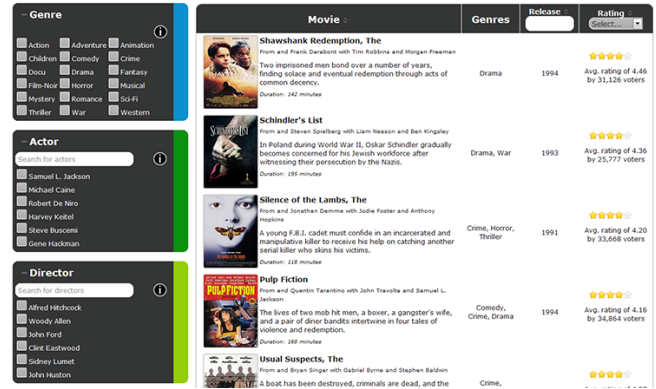 − Genre
Action Adventure Animation
Children Comedy Crime
Docu Drama Fantasy
Film-Noir Horror Musical
Mystery Romance Sci-Fi
Thriller War Western
− Actor
Search for actors
Samuel L. Jackson
Michael Caine
Robert De Niro
Harvey Keitel
Steve Buscemi
Gene Hackman
− Director
Search for directors
Alfred Hitchcock
Woody Allen
John Ford
Clint Eastwood
Sidney Lumet
John Huston
Movie Genres Release Rating
Select...
Shawshank Redemption, The
From and Frank Darabont with Tim Robbins and Morgan Freeman
Two imprisoned men bond over a number of years,
finding solace and eventual redemption through acts of
common decency.
Duration: 142 minutes
Drama
1994
Avg. rating of 4.46
by 31,126 voters
SCHINDLER'S LIST
Schindler's List
From and Steven Spielberg with Liam Neeson and Ben Kingsley
In Poland during World War II, Oskar Schindler gradually
becomes concerned for his Jewish workforce after
witnessing their persecution by the Nazis.
Duration: 195 minutes
Drama, War
1993
Avg. rating of 4.36
by 25,777 voters
Silence of the Lambs, The
From and Jonathan Demme with Jodie Foster and Anthony
Hopkins
A young F.B.I. cadet must confide in an incarcerated and
manipulative killer to receive his help on catching another
serial killer who skins his victims.
Duration: 118 minutes
Crime, Horror,
Thriller
1991
Avg. rating of 4.20
by 33,668 voters
PULP FICTION
Pulp Fiction
From and Quentin Tarantino with John Travolta and Samuel L.
Jackson
The lives of two mob hit men, a boxer, a gangster's wife,
and a pair of diner bandits intertwine in four tales of
violence and redemption.
Duration: 168 minutes
Comedy,
Crime, Drama
1994
Avg. rating of 4.16
by 34,864 voters
Usual Suspects, The
From and Bryan Singer with Gabriel Byrne and Stephen Baldwin
A boat has been destroyed, criminals are dead, and the
Crime,